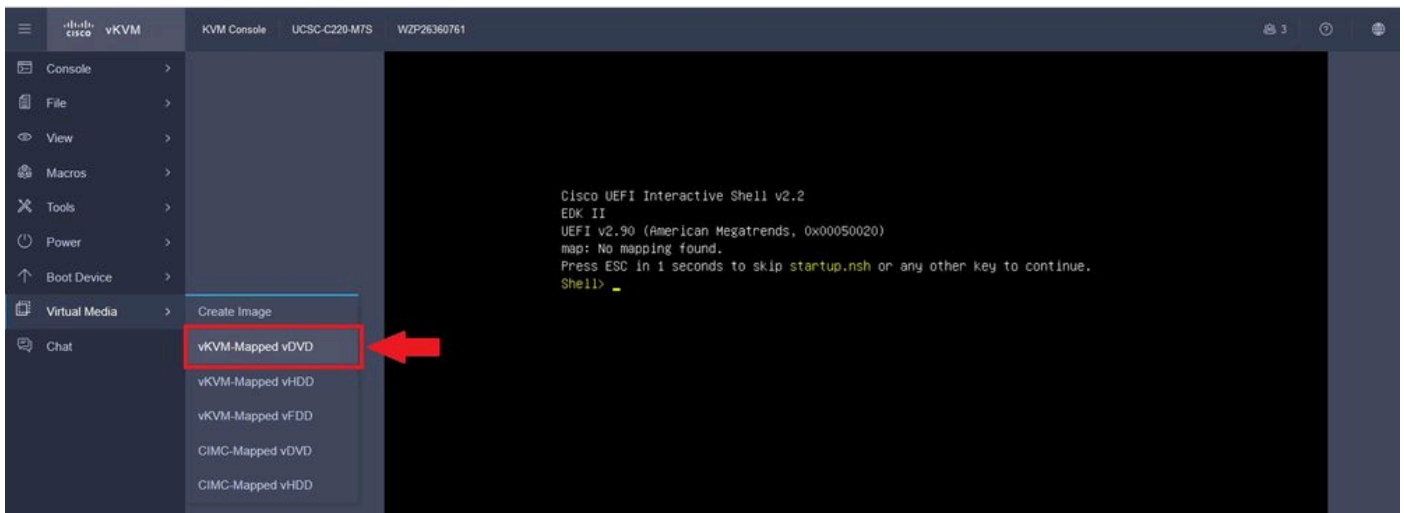 cisco vKVM KVM Console UCSC-C220-M7S WZP26360761 3
Console
File
View
Macros
Tools
Power
Boot Device
Virtual Media
Chat
Create Image
vKVM-Mapped vDVD
vKVM-Mapped vHDD
vKVM-Mapped vFDD
CIMC-Mapped vDVD
CIMC-Mapped vHDD
Cisco UEFI Interactive Shell v2.2
EDK II
UEFI v2.90 (American Megatrends, 0x00050020)
map: No mapping found.
Press ESC in 1 seconds to skip startup.nsh or any other key to continue.
Shell> _